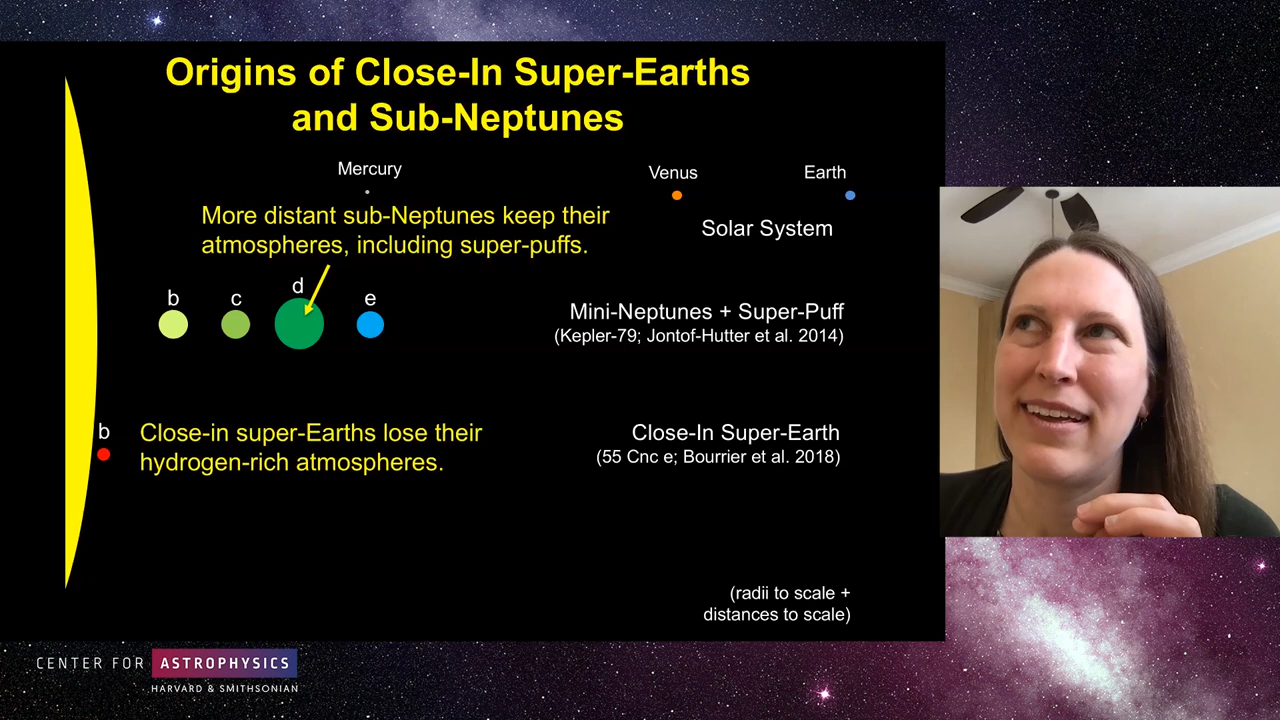 Origins of Close-In Super-Earths
and Sub-Neptunes
Mercury
Venus
Earth
More distant sub-Neptunes keep their
atmospheres, including super-puffs.
Solar System
b
c
d
e
Mini-Neptunes + Super-Puff
(Kepler-79; Jontof-Hutter et al. 2014)
b
Close-in super-Earths lose their
hydrogen-rich atmospheres.
Close-In Super-Earth
(55 Cnc e; Bourrier et al. 2018)
(radii to scale +
distances to scale)
CENTER FOR ASTROPHYSICS
HARVARD & SMITHSONIAN